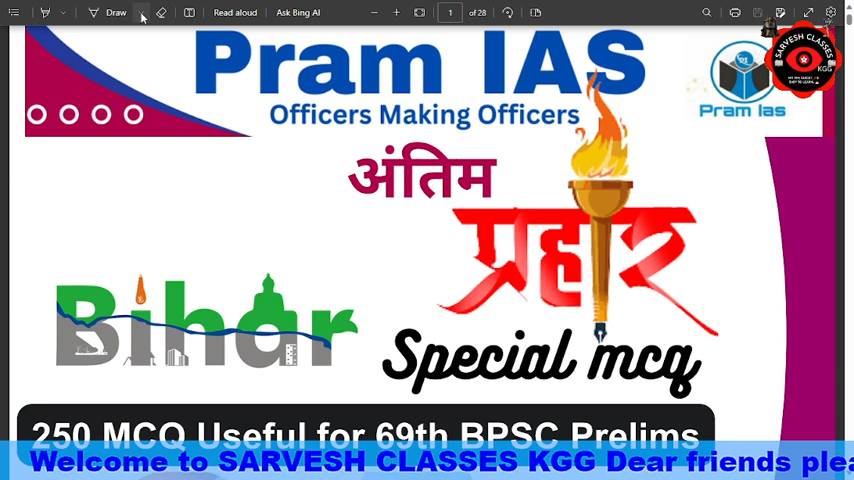 Draw
Read aloud
Ask Bing AI
1
of 28
SARVESH CLASSES
KGG
Pram IAS
Officers Making Officers
Pram Ias
अंतिम
प्रहार
Bihar
Special mcq
250 MCQ Useful for 69th BPSC Prelims
Welcome to SARVESH CLASSES KGG Dear friends plea